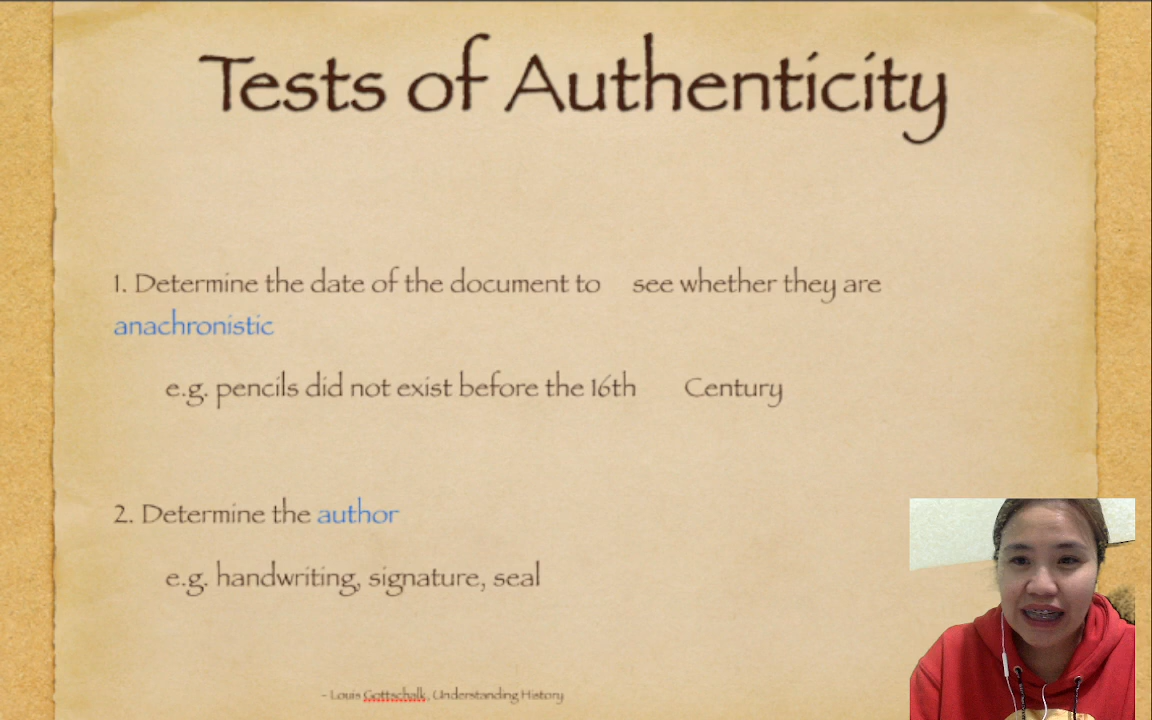 Tests of Authenticity
1. Determine the date of the document to see whether they are
anachronistic
e.g. pencils did not exist before the 16th Century
2. Determine the author
e.g. handwriting, signature, seal
- Louis Gottschalk, Understanding History